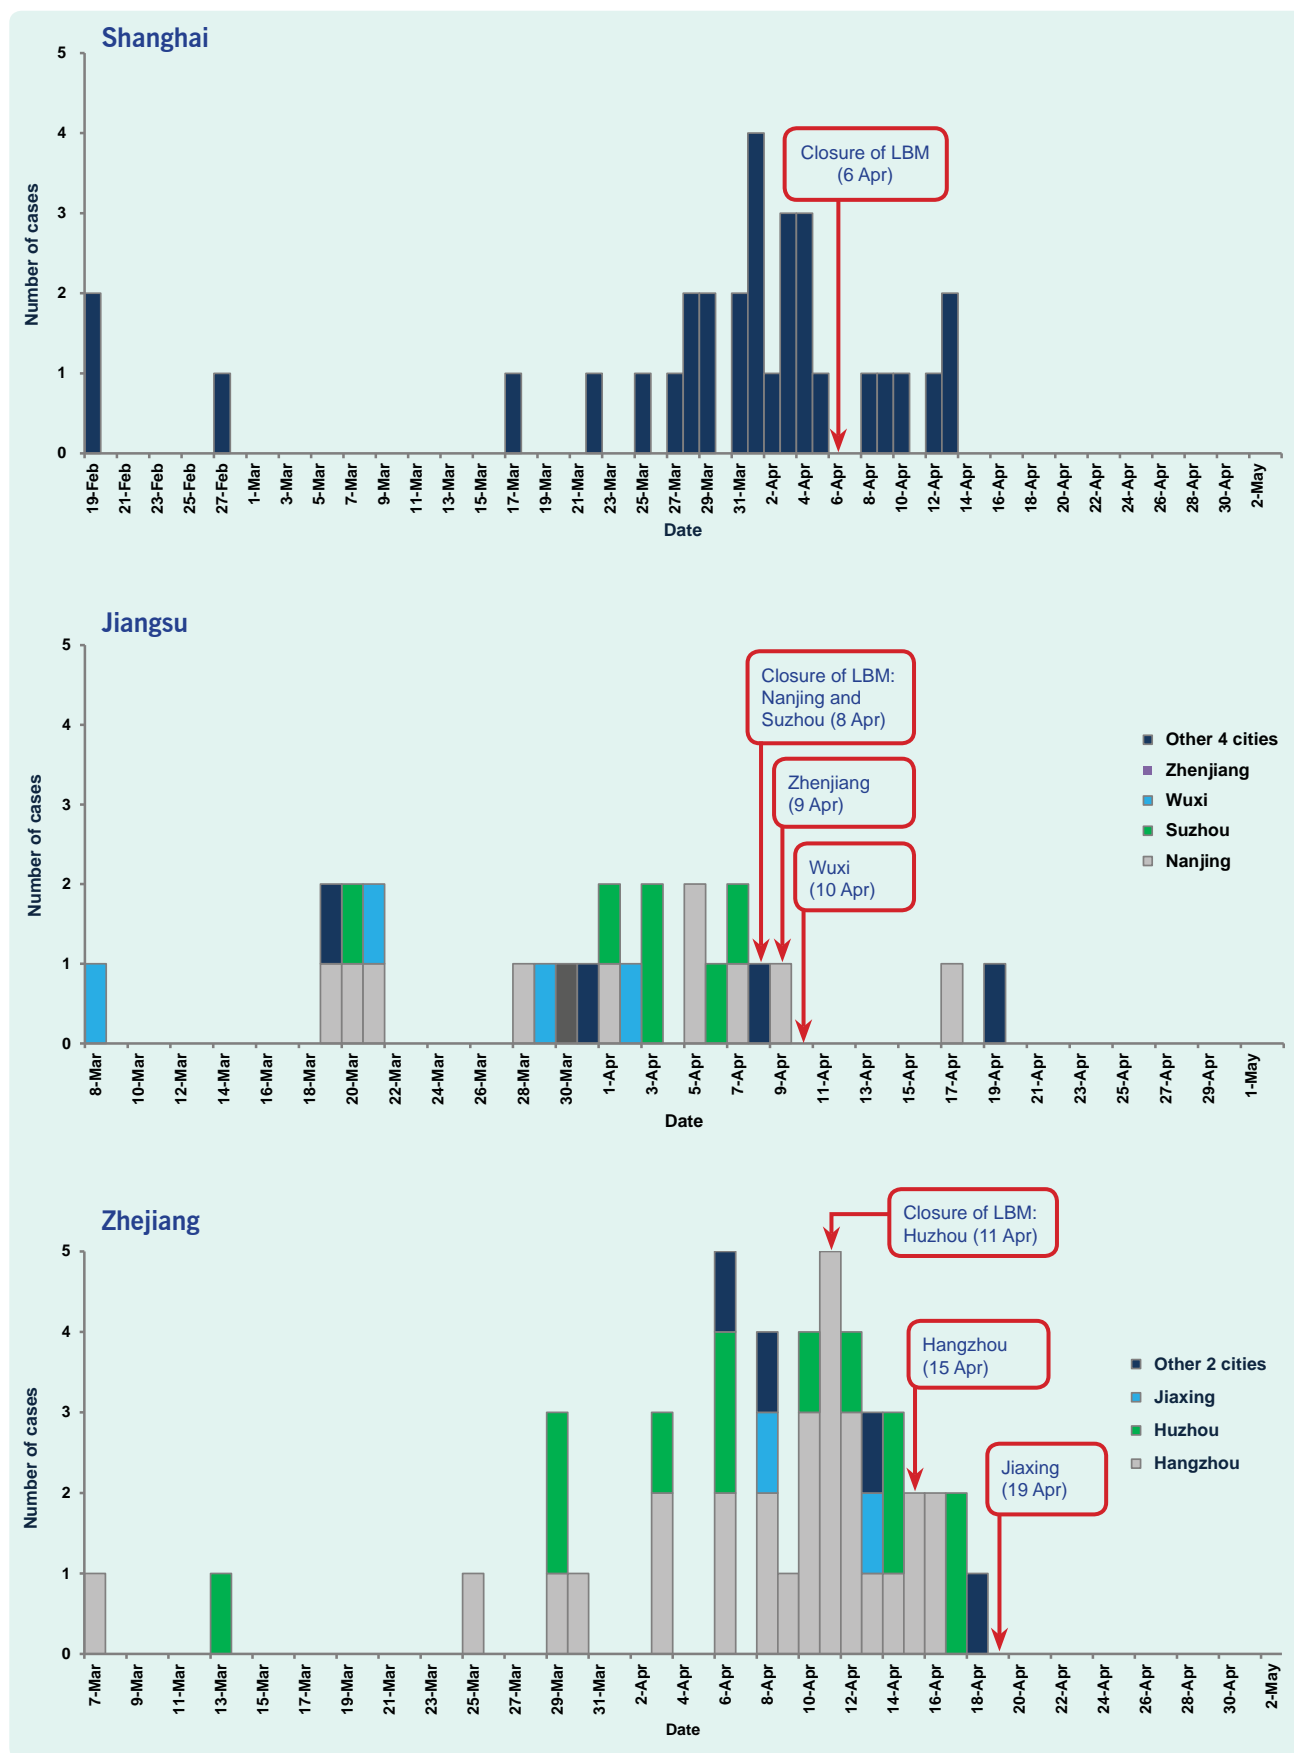 Shanghai
5
4
3
2
1
0
Number of cases
Closure of LBM
(6 Apr)
19-Feb
21-Feb
23-Feb
25-Feb
27-Feb
1-Mar
3-Mar
5-Mar
7-Mar
9-Mar
11-Mar
13-Mar
15-Mar
17-Mar
19-Mar
21-Mar
23-Mar
25-Mar
27-Mar
29-Mar
31-Mar
2-Apr
4-Apr
6-Apr
8-Apr
10-Apr
12-Apr
14-Apr
16-Apr
18-Apr
20-Apr
22-Apr
24-Apr
26-Apr
28-Apr
30-Apr
2-May
Date
Jiangsu
5
4
3
2
1
0
Number of cases
Closure of LBM:
Nanjing and
Suzhou (8 Apr)
Zhenjiang
(9 Apr)
Wuxi
(10 Apr)
Other 4 cities
Zhenjiang
Wuxi
Suzhou
Nanjing
8-Mar
10-Mar
12-Mar
14-Mar
16-Mar
18-Mar
20-Mar
22-Mar
24-Mar
26-Mar
28-Mar
30-Mar
1-Apr
3-Apr
5-Apr
7-Apr
9-Apr
11-Apr
13-Apr
15-Apr
17-Apr
19-Apr
21-Apr
23-Apr
25-Apr
27-Apr
29-Apr
1-May
Date
Zhejiang
5
4
3
2
1
0
Number of cases
Closure of LBM:
Huzhou (11 Apr)
Hangzhou
(15 Apr)
Jiaxing
(19 Apr)
Other 2 cities
Jiaxing
Huzhou
Hangzhou
7-Mar
9-Mar
11-Mar
13-Mar
15-Mar
17-Mar
19-Mar
21-Mar
23-Mar
25-Mar
27-Mar
29-Mar
31-Mar
2-Apr
4-Apr
6-Apr
8-Apr
10-Apr
12-Apr
14-Apr
16-Apr
18-Apr
20-Apr
22-Apr
24-Apr
26-Apr
28-Apr
30-Apr
2-May
Date